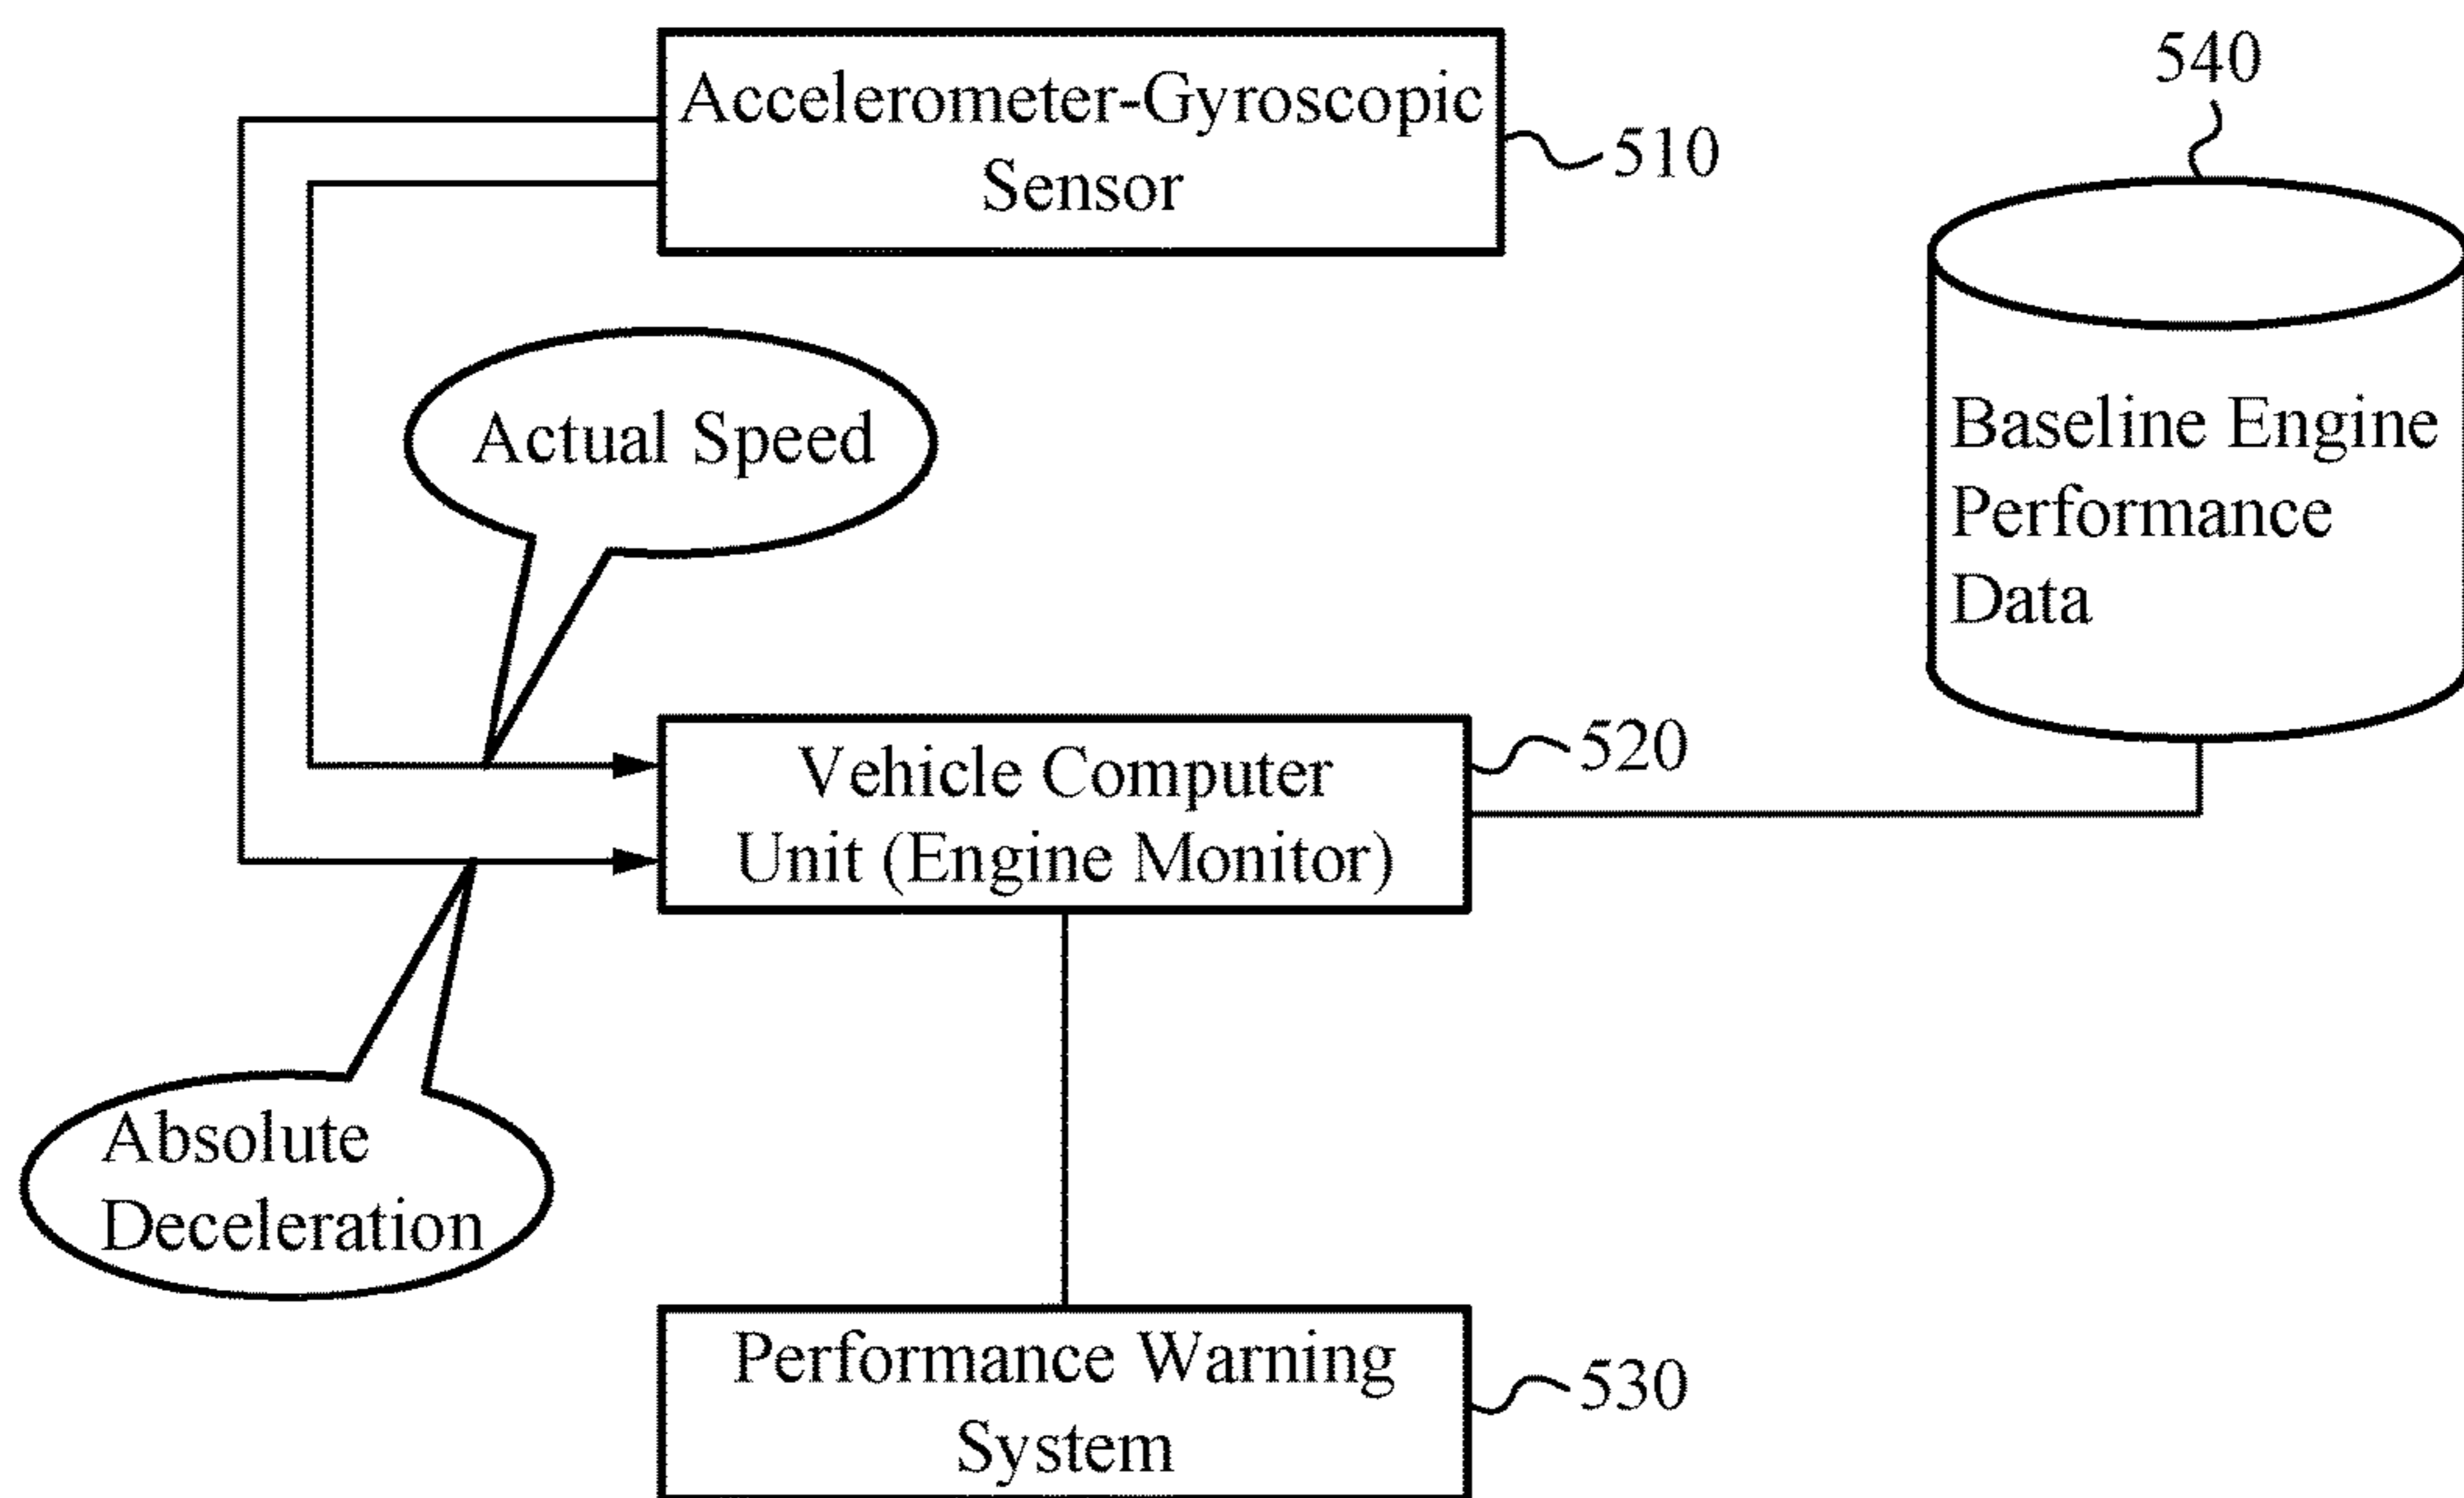 Accelerometer-Gyroscopic
Sensor
510
540
Actual Speed
Baseline Engine
Performance
Data
Vehicle Computer
Unit (Engine Monitor)
520
Absolute
Deceleration
Performance Warning
System
530